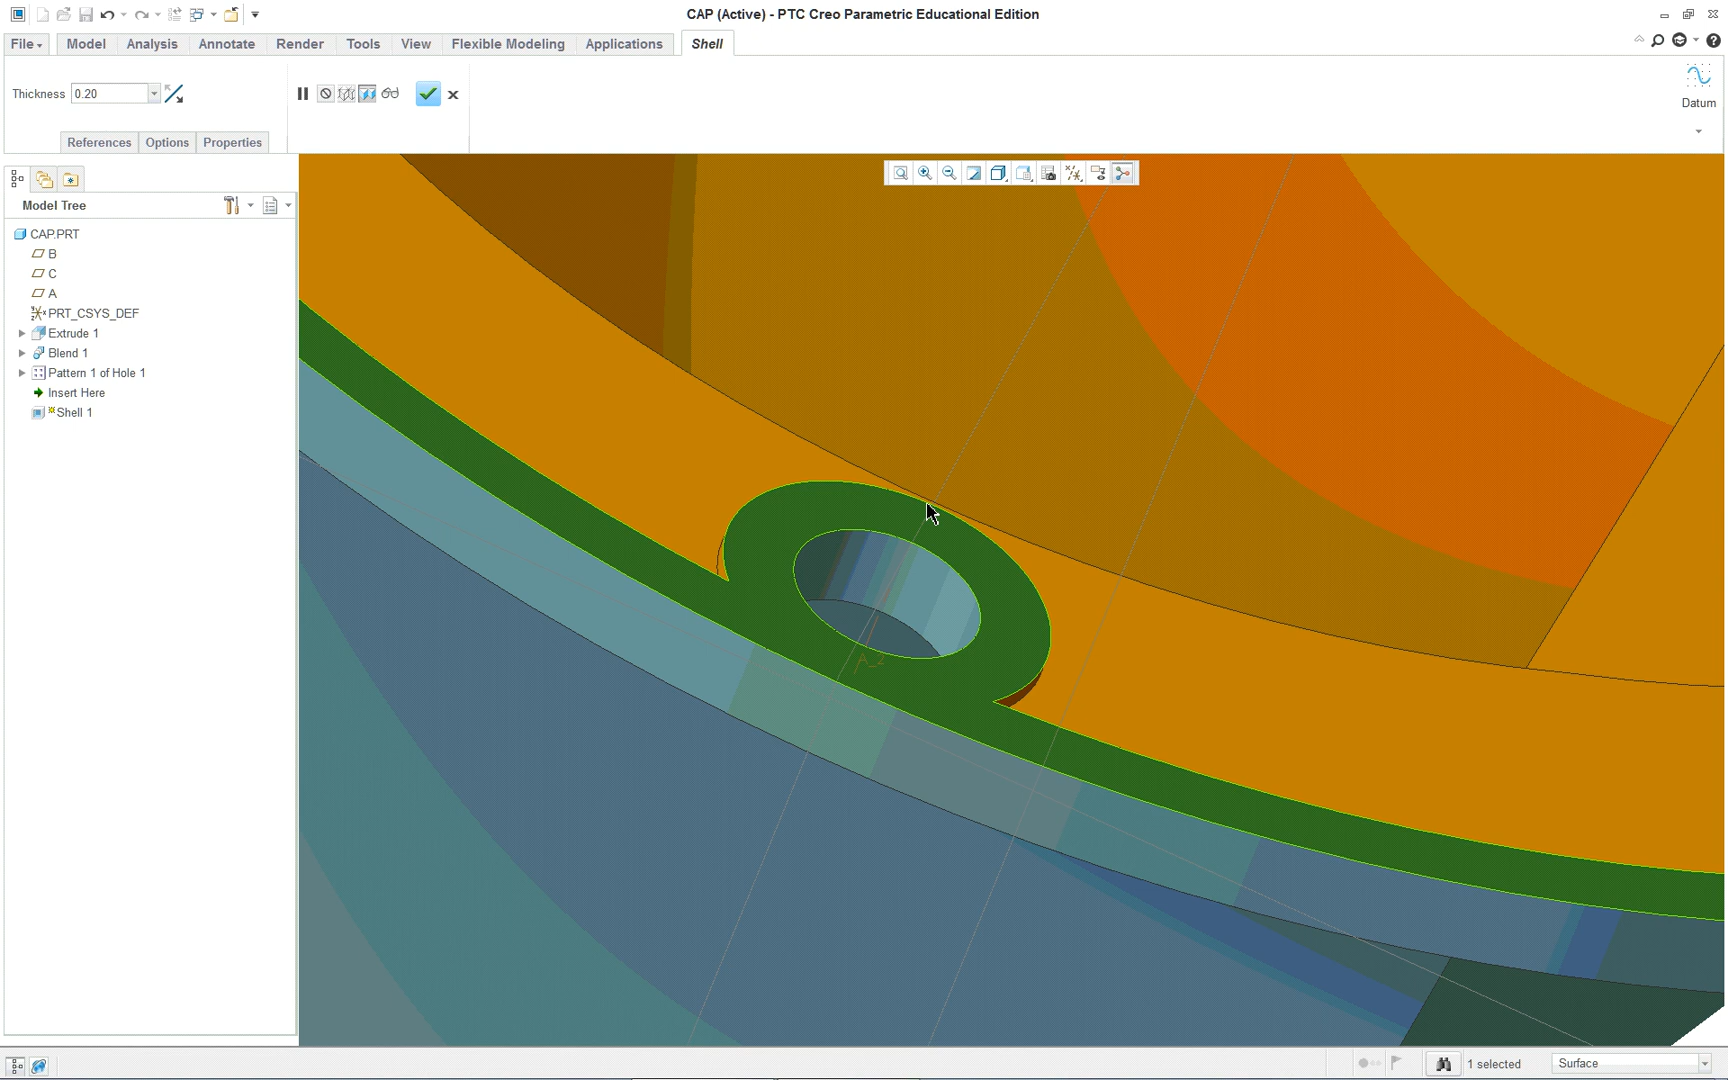 CAP (Active) - PTC Creo Parametric Educational Edition
File Model Analysis Annotate Render Tools View Flexible Modeling Applications Shell
Thickness 0.20
Datum
References Options Properties
Model Tree
CAP.PRT
B
C
A
PRT_CSYS_DEF
Extrude 1
Blend 1
Pattern 1 of Hole 1
Insert Here
Shell 1
A_2
1 selected Surface